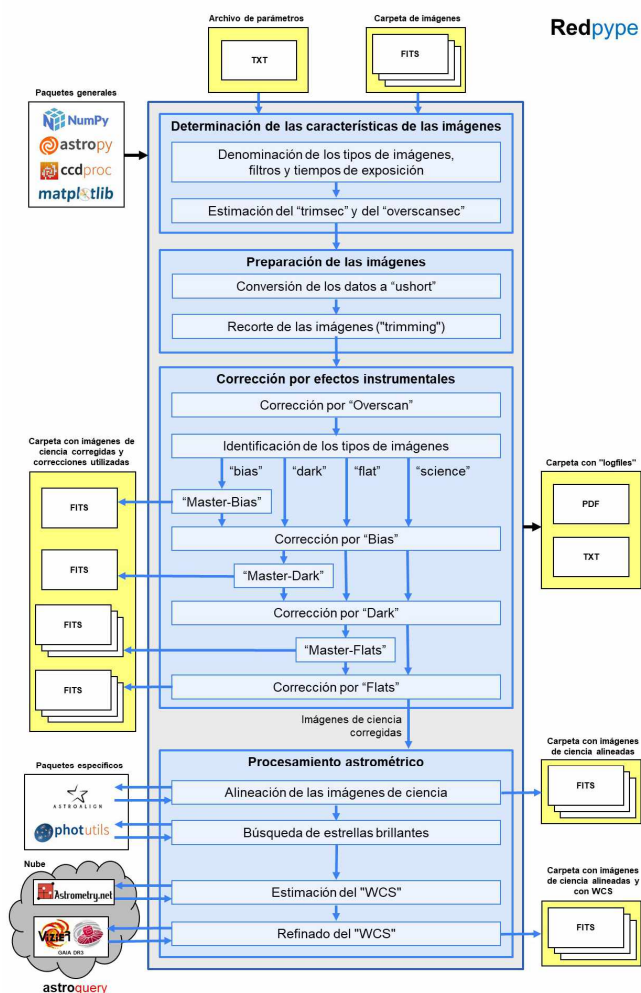 Redpype
Archivo de parámetros
TXT
Carpeta de imágenes
FITS
Paquetes generales
NumPy
astropy
ccdproc
matplotlib
Determinación de las características de las imágenes
Denominación de los tipos de imágenes,
filtros y tiempos de exposición
Estimación del “trimsec” y del “overscansec”
Preparación de las imágenes
Conversión de los datos a “ushort”
Recorte de las imágenes ("trimming")
Corrección por efectos instrumentales
Corrección por “Overscan”
Identificación de los tipos de imágenes
“bias” “dark” “flat” “science”
“Master-Bias”
Corrección por “Bias”
“Master-Dark”
Corrección por “Dark”
“Master-Flats”
Corrección por “Flats”
Carpeta con imágenes de
ciencia corregidas y
correcciones utilizadas
FITS
FITS
FITS
FITS
Carpeta con "logfiles"
PDF
TXT
Imágenes de ciencia
corregidas
Procesamiento astrométrico
Alineación de las imágenes de ciencia
Búsqueda de estrellas brillantes
Estimación del "WCS"
Refinado del "WCS"
Paquetes específicos
ASTROALIGN
photutils
Nube
Astrometry.net
VizieR
GAIA DR3
astroquery
Carpeta con imágenes
de ciencia alineadas
FITS
Carpeta con imágenes
de ciencia alineadas y
con WCS
FITS